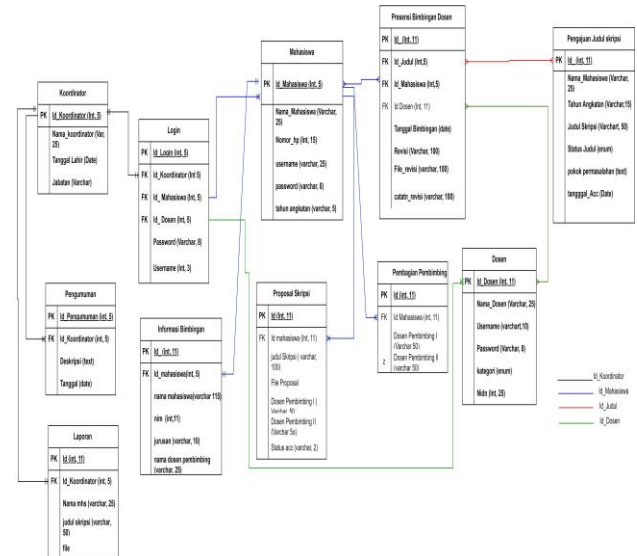 Koordinator
PK Id_Koordinator (Int, 5)
Nama_koordinator (Var,
25)
Tanggal Lahir (Date)
Jabatan (Varchar)
Login
PK Id_Login (Int, 5)
FK Id_Koordinator (Int 5)
FK Id_ Mahasiswa (Int, 5)
FK Id_ Dosen (Int, 5)
Password (Varchar, 8)
Username (Int, 3)
Mahasiswa
PK Id_Mahasiswa (Int, 5)
Nama_Mahasiswa (Varchar,
25)
Nomor_hp (Int, 15)
username (varchar, 25)
password (varchar, 8)
tahun angkatan (varchar, 5)
Presensi Bimbingan Dosen
PK Id_ (Int, 11)
FK Id_Judul (Int,5)
FK Id_Mahasiswa (Int,5)
FK Id Dosen (Int, 11)
Tanggal Bimbingan (date)
Revisi (Varchar, 100)
File_revisi (varchar, 100)
catatn_revisi (varchar, 100)
Pengajuan Judul skripsi
PK Id_ (int, 11)
Nama_Mahasiswa (Varchar,
25)
Tahun Angkatan (Varchar,15)
Judul Skripsi (Varchart, 50)
Status Judul (enum)
pokok permasalahan (text)
tangggal_Acc (Date)
Pengumuman
PK Id_Pengumuman (int, 5)
FK Id_Koordinator (int, 5)
Deskripsi (text)
Tanggal (date)
Informasi Bimbingan
PK Id_ (int, 11)
FK Id_mahasiswa(int, 5)
nama mahasiswa(varchar 115)
nim (int,11)
jurusan (varchar, 10)
nama dosen pembimbing
(varchar, 25)
Proposal Skripsi
PK Id (Int, 11)
FK Id mahasiswa (Int, 11)
judul Skripsi ( varchar,
100)
File Proposal
Dosen Pembimbing I (
Varchar 50
Dosen Pembimbing II
(Varchar 5o)
Status acc (varchar, 2)
Pembagian Pembimbing
PK Id (int, 11)
FK Id Mahasiswa (int, 11)
Dosen Pembimbing I
(Varchar 50)
z Dosen Pembimbing II
(varchar 50)
Dosen
PK Id_Dosen (Int, 11)
Nama_Dosen (Varchar, 25)
Username (varchart,10)
Password (Varchar, 8)
kategori (enum)
Nidn (Int, 25)
Laporan
PK Id (int, 11)
FK Id_Koordinator (int, 5)
Nama mhs (varchar, 25)
judul skripsi (varchar,
50)
file
Id_Koordinator
Id_Mahasiswa
Id_Judul
Id_Dosen